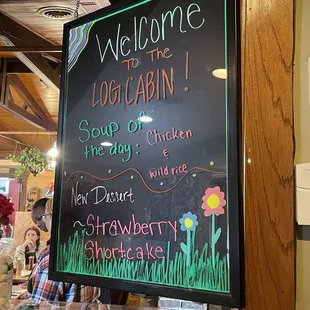 Welcome
TO THE
LOG CABIN!
Soup of
the day: Chicken
&
wild rice
New Dessert
~Strawberry
Shortcake